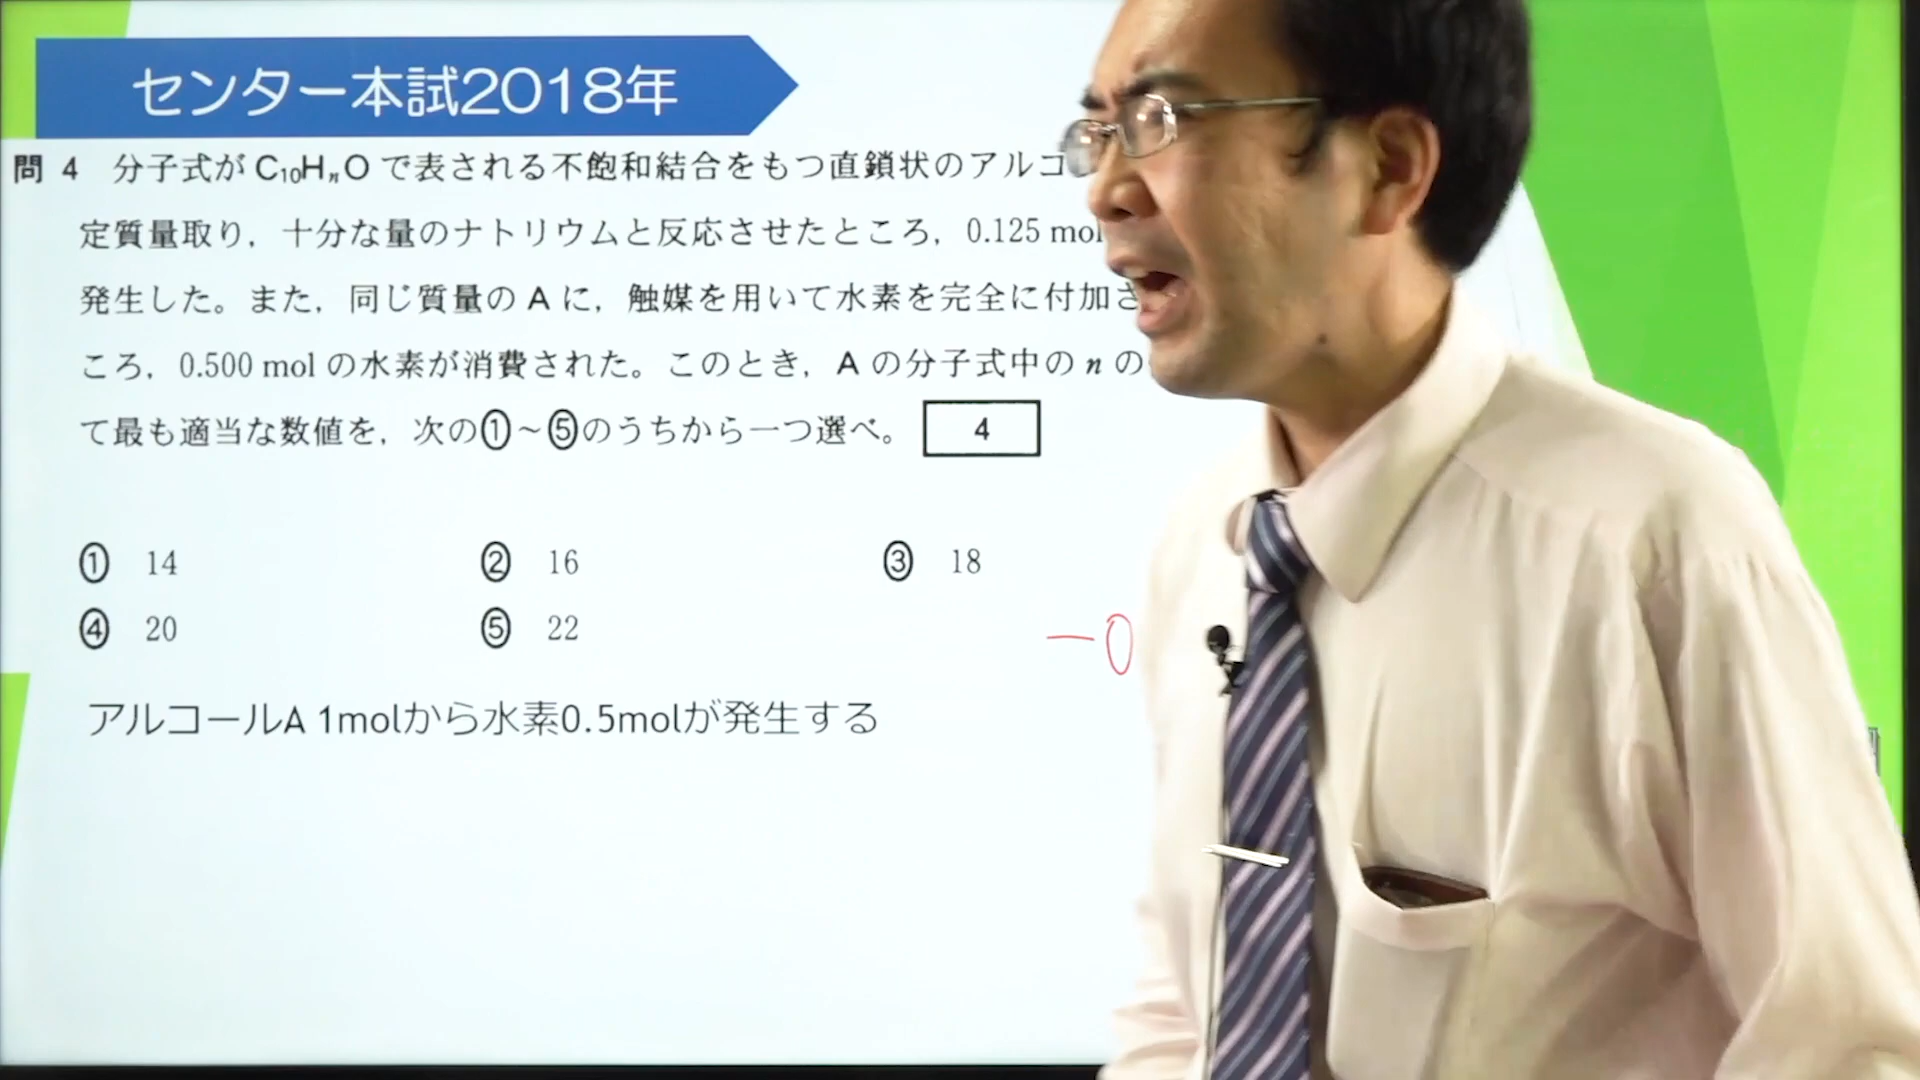 センター本試2018年
問 4 分子式が C₁₀HₙO で表される不飽和結合をもつ直鎖状のアルコ
定質量取り，十分な量のナトリウムと反応させたところ，0.125 mol
発生した。また，同じ質量の A に，触媒を用いて水素を完全に付加さ
ころ，0.500 mol の水素が消費された。このとき，A の分子式中の n の
て最も適当な数値を，次の①～⑤のうちから一つ選べ。 4
① 14 ② 16 ③ 18
④ 20 ⑤ 22
－O
アルコールA 1molから水素0.5molが発生する